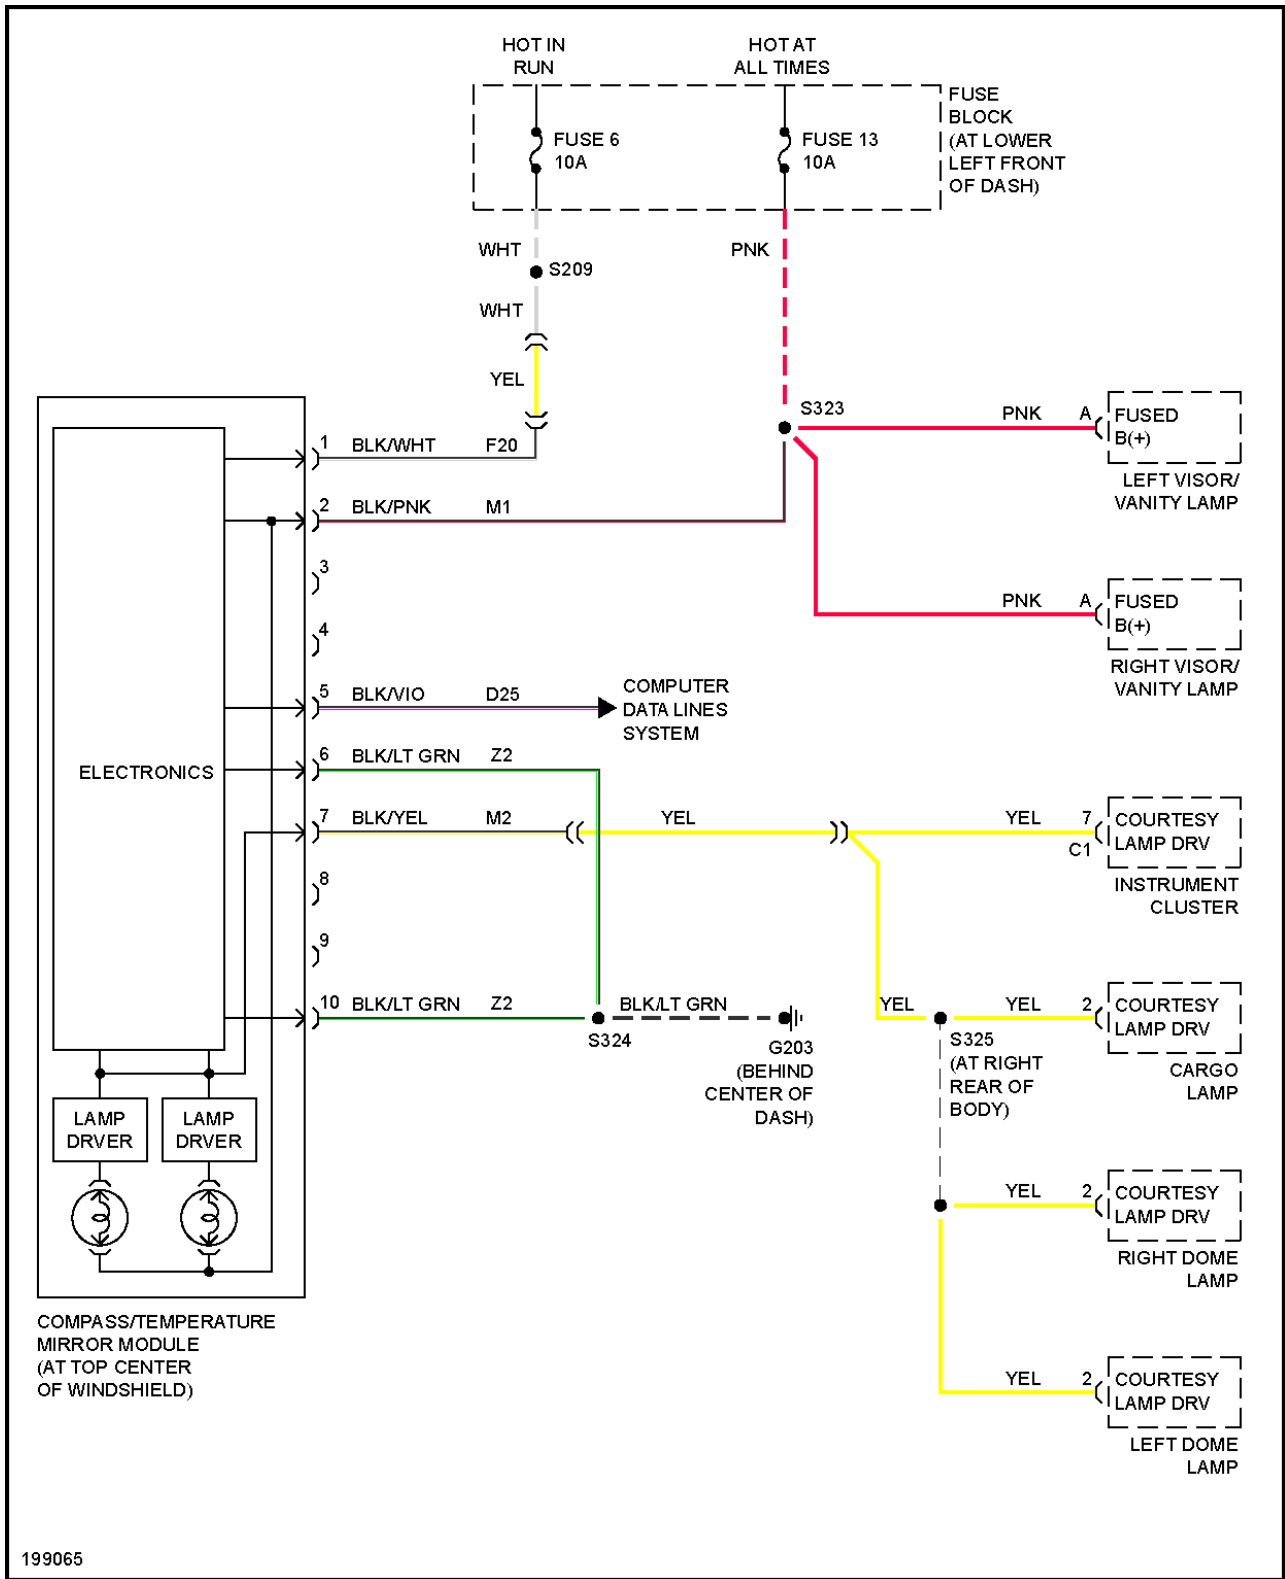 HOT IN
RUN
HOT AT
ALL TIMES
FUSE
BLOCK
(AT LOWER
LEFT FRONT
OF DASH)
FUSE 6
10A
FUSE 13
10A
WHT
PNK
S209
WHT
YEL
S323
PNK A
FUSED
B(+)
LEFT VISOR/
VANITY LAMP
1 BLK/WHT F20
2 BLK/PNK M1
3
PNK A
FUSED
B(+)
RIGHT VISOR/
VANITY LAMP
4
5 BLK/VIO D25
COMPUTER
DATA LINES
SYSTEM
6 BLK/LT GRN Z2
ELECTRONICS
7 BLK/YEL M2
YEL
YEL 7
C1
COURTESY
LAMP DRV
INSTRUMENT
CLUSTER
8
9
10 BLK/LT GRN Z2
BLK/LT GRN
S324
G203
(BEHIND
CENTER OF
DASH)
YEL
YEL 2
S325
(AT RIGHT
REAR OF
BODY)
COURTESY
LAMP DRV
CARGO
LAMP
LAMP
DRVER
LAMP
DRVER
YEL 2
COURTESY
LAMP DRV
RIGHT DOME
LAMP
COMPASS/TEMPERATURE
MIRROR MODULE
(AT TOP CENTER
OF WINDSHIELD)
YEL 2
COURTESY
LAMP DRV
LEFT DOME
LAMP
199065